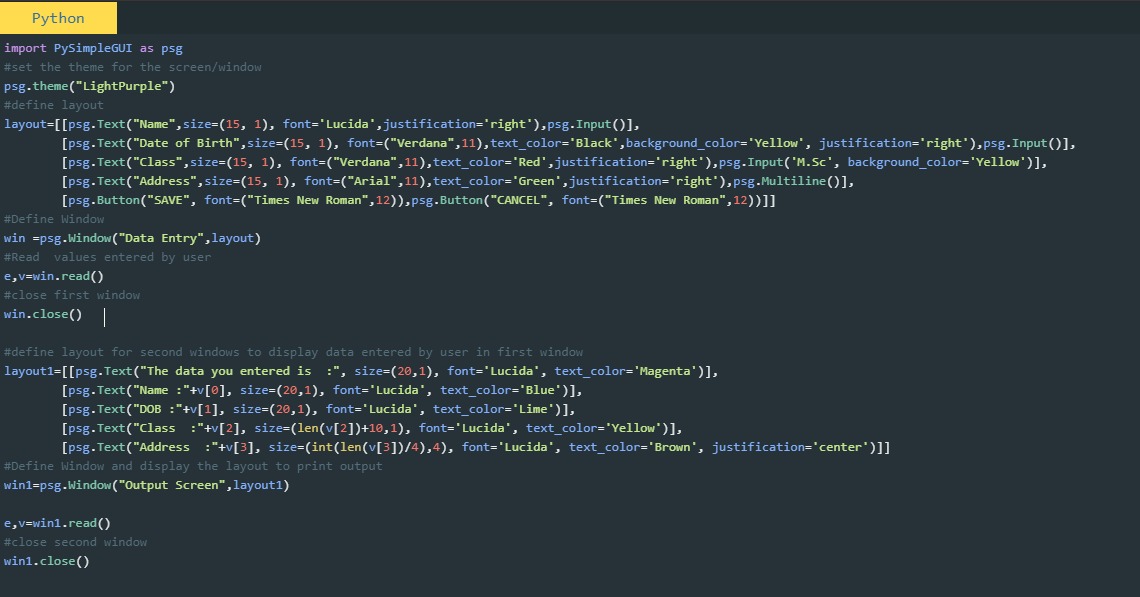 Python
import PySimpleGUI as psg
#set the theme for the screen/window
psg.theme("LightPurple")
#define layout
layout=[[psg.Text("Name",size=(15, 1), font='Lucida',justification='right'),psg.Input()],
        [psg.Text("Date of Birth",size=(15, 1), font=("Verdana",11),text_color='Black',background_color='Yellow', justification='right'),psg.Input()],
        [psg.Text("Class",size=(15, 1), font=("Verdana",11),text_color='Red',justification='right'),psg.Input('M.Sc', background_color='Yellow')],
        [psg.Text("Address",size=(15, 1), font=("Arial",11),text_color='Green',justification='right'),psg.Multiline()],
        [psg.Button("SAVE", font=("Times New Roman",12)),psg.Button("CANCEL", font=("Times New Roman",12))]]
#Define Window
win =psg.Window("Data Entry",layout)
#Read  values entered by user
e,v=win.read()
#close first window
win.close()
#define layout for second windows to display data entered by user in first window
layout1=[[psg.Text("The data you entered is  :", size=(20,1), font='Lucida', text_color='Magenta')],
        [psg.Text("Name :"+v[0], size=(20,1), font='Lucida', text_color='Blue')],
        [psg.Text("DOB :"+v[1], size=(20,1), font='Lucida', text_color='Lime')],
        [psg.Text("Class  :"+v[2], size=(len(v[2])+10,1), font='Lucida', text_color='Yellow')],
        [psg.Text("Address  :"+v[3], size=(int(len(v[3])/4),4), font='Lucida', text_color='Brown', justification='center')]]
#Define Window and display the layout to print output
win1=psg.Window("Output Screen",layout1)
e,v=win1.read()
#close second window
win1.close()